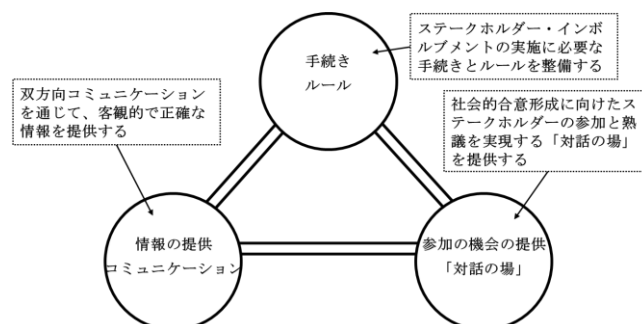 ステークホルダー・インボ
ルブメントの実施に必要な
手続きとルールを整備する
手続き
ルール
双方向コミュニケーション
を通じて、客観的で正確な
情報を提供する
社会的合意形成に向けたス
テークホルダーの参加と熟
議を実現する「対話の場」
を提供する
情報の提供
コミュニケーション
参加の機会の提供
「対話の場」